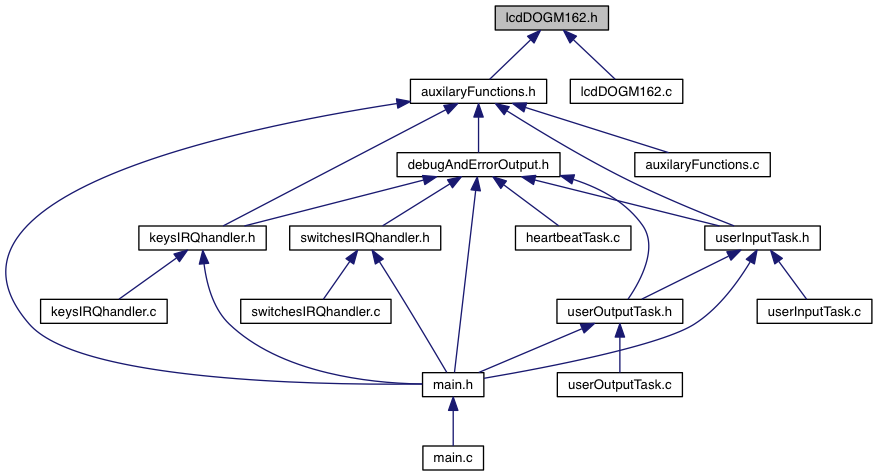 lcdDOGM162.h
auxilaryFunctions.h
lcdDOGM162.c
debugAndErrorOutput.h
auxilaryFunctions.c
keysIRQhandler.h
switchesIRQhandler.h
heartbeatTask.c
userInputTask.h
keysIRQhandler.c
switchesIRQhandler.c
userOutputTask.h
userInputTask.c
main.h
userOutputTask.c
main.c